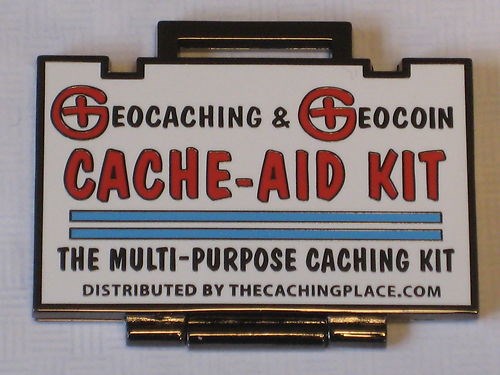 GEOCACHING & GEOCOIN
CACHE-AID KIT
THE MULTI-PURPOSE CACHING KIT
DISTRIBUTED BY THECACHINGPLACE.COM